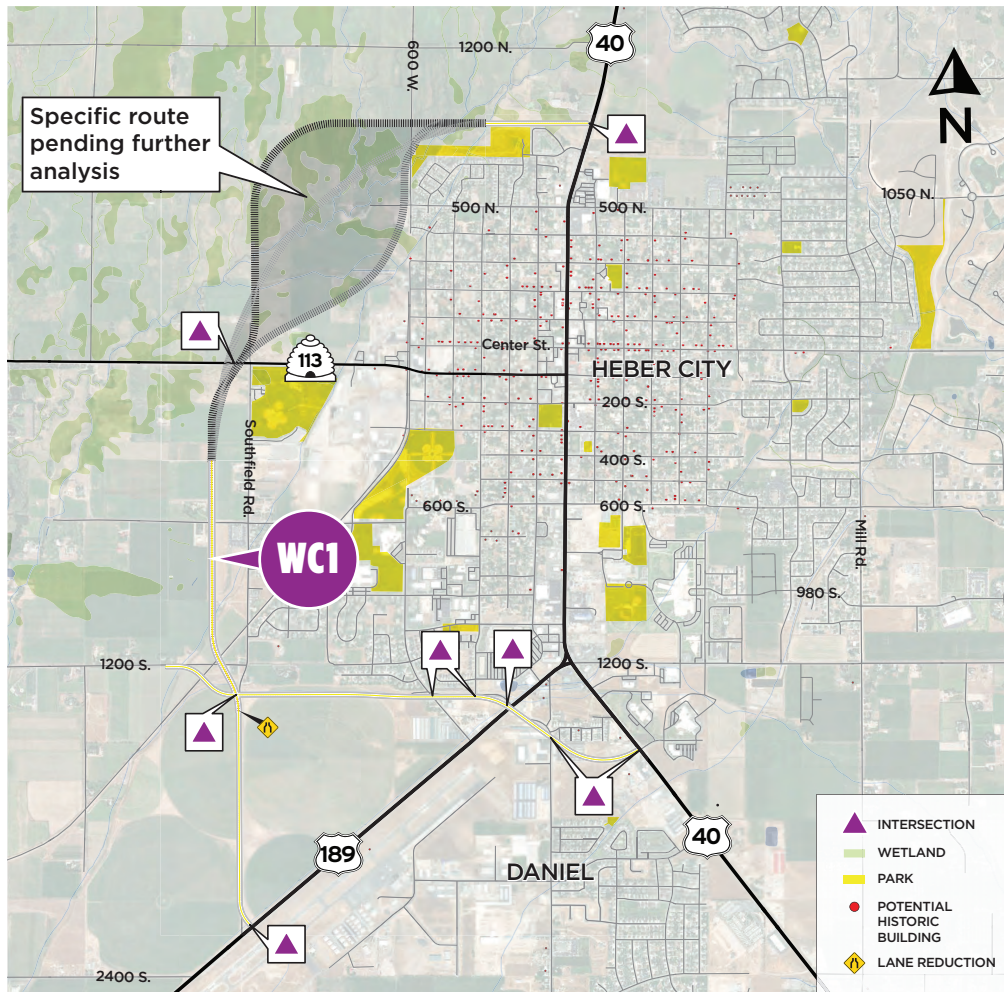 1200 N.
40
600 W.
N
Specific route
pending further
analysis
1050 N.
500 N.
500 N.
Center St.
113
HEBER CITY
200 S.
Southfield Rd.
400 S.
600 S.
600 S.
Mill Rd.
WC1
980 S.
1200 S.
1200 S.
189
40
DANIEL
2400 S.
INTERSECTION
WETLAND
PARK
POTENTIAL
HISTORIC
BUILDING
LANE REDUCTION